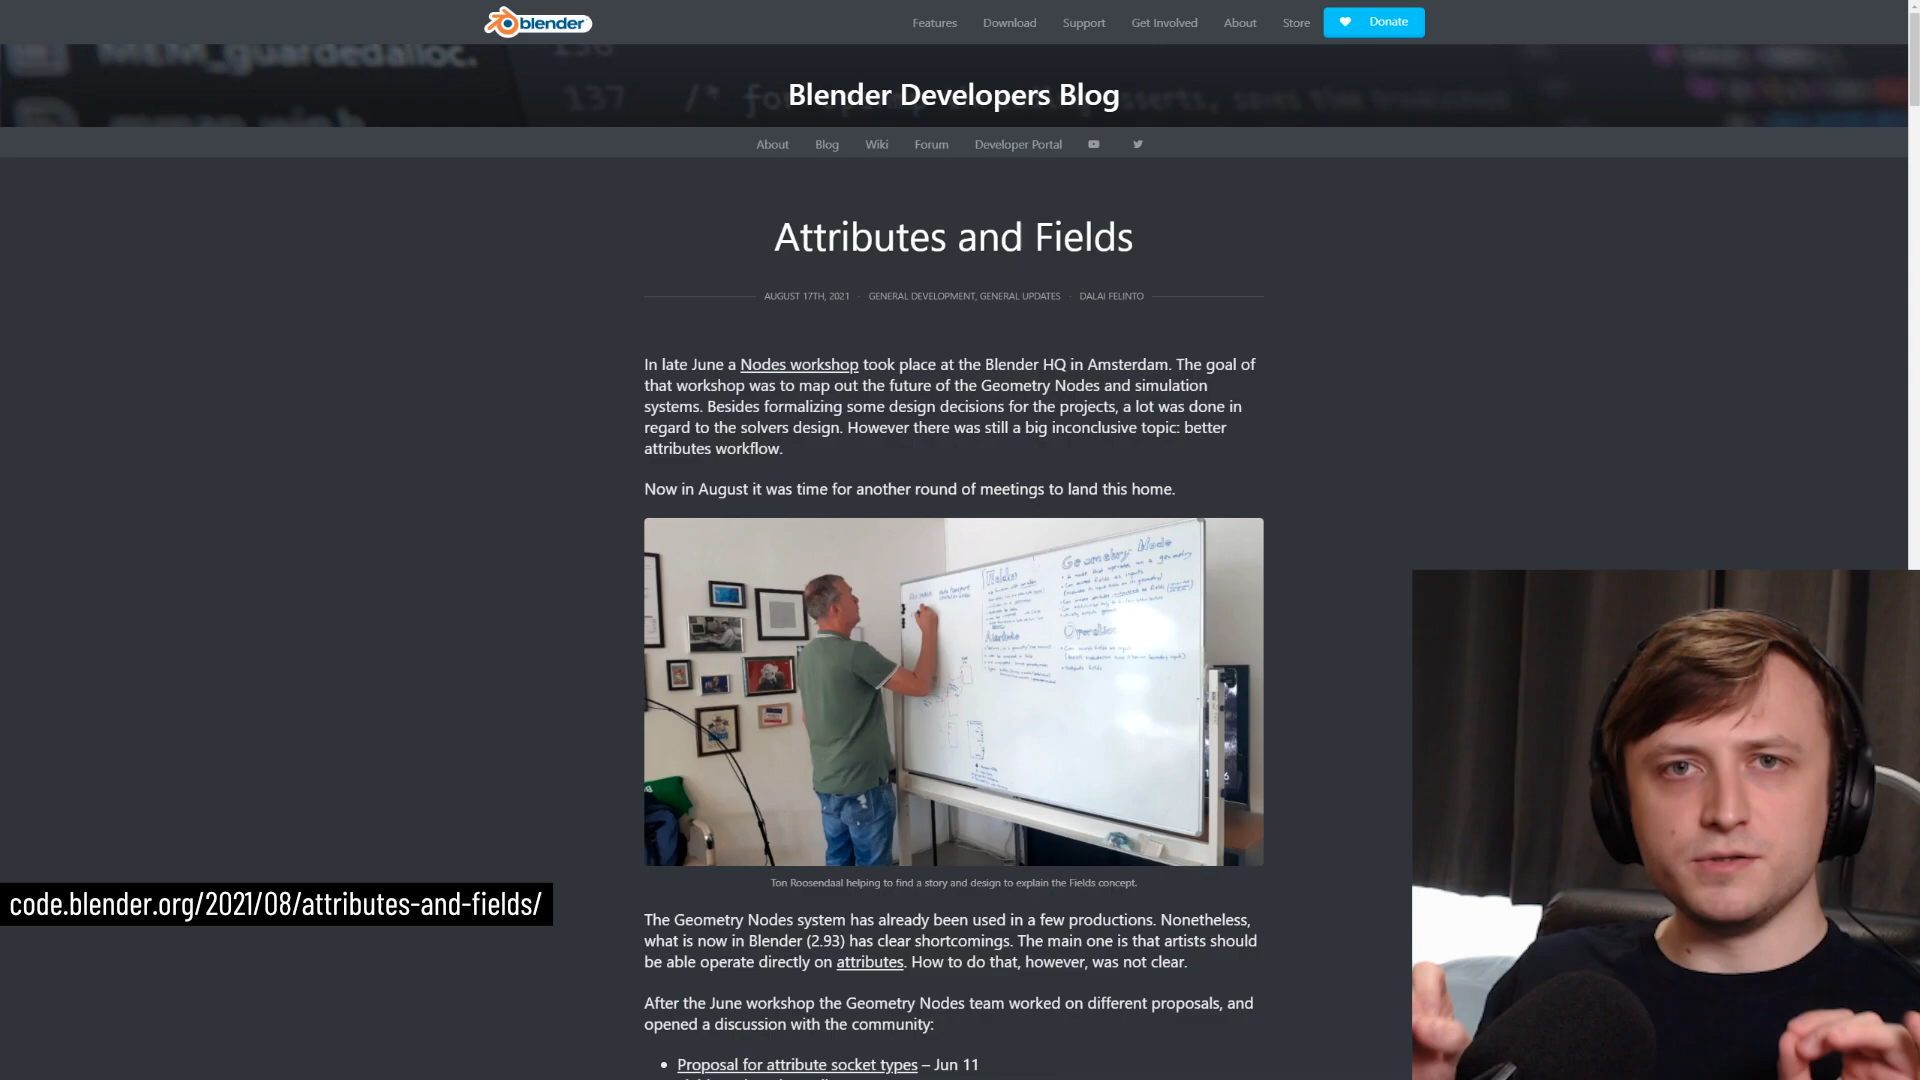 blender
Features Download Support Get Involved About Store Donate
MEM_guardedalloc.
137 /* fo
Blender Developers Blog
About Blog Wiki Forum Developer Portal
Attributes and Fields
AUGUST 17TH, 2021 · GENERAL DEVELOPMENT, GENERAL UPDATES · DALAI FELINTO
In late June a Nodes workshop took place at the Blender HQ in Amsterdam. The goal of
that workshop was to map out the future of the Geometry Nodes and simulation
systems. Besides formalizing some design decisions for the projects, a lot was done in
regard to the solvers design. However there was still a big inconclusive topic: better
attributes workflow.
Now in August it was time for another round of meetings to land this home.
Fields
Geometry Node
Attribute
Operation
Ton Roosendaal helping to find a story and design to explain the Fields concept.
code.blender.org/2021/08/attributes-and-fields/
The Geometry Nodes system has already been used in a few productions. Nonetheless,
what is now in Blender (2.93) has clear shortcomings. The main one is that artists should
be able operate directly on attributes. How to do that, however, was not clear.
After the June workshop the Geometry Nodes team worked on different proposals, and
opened a discussion with the community:
• Proposal for attribute socket types – Jun 11